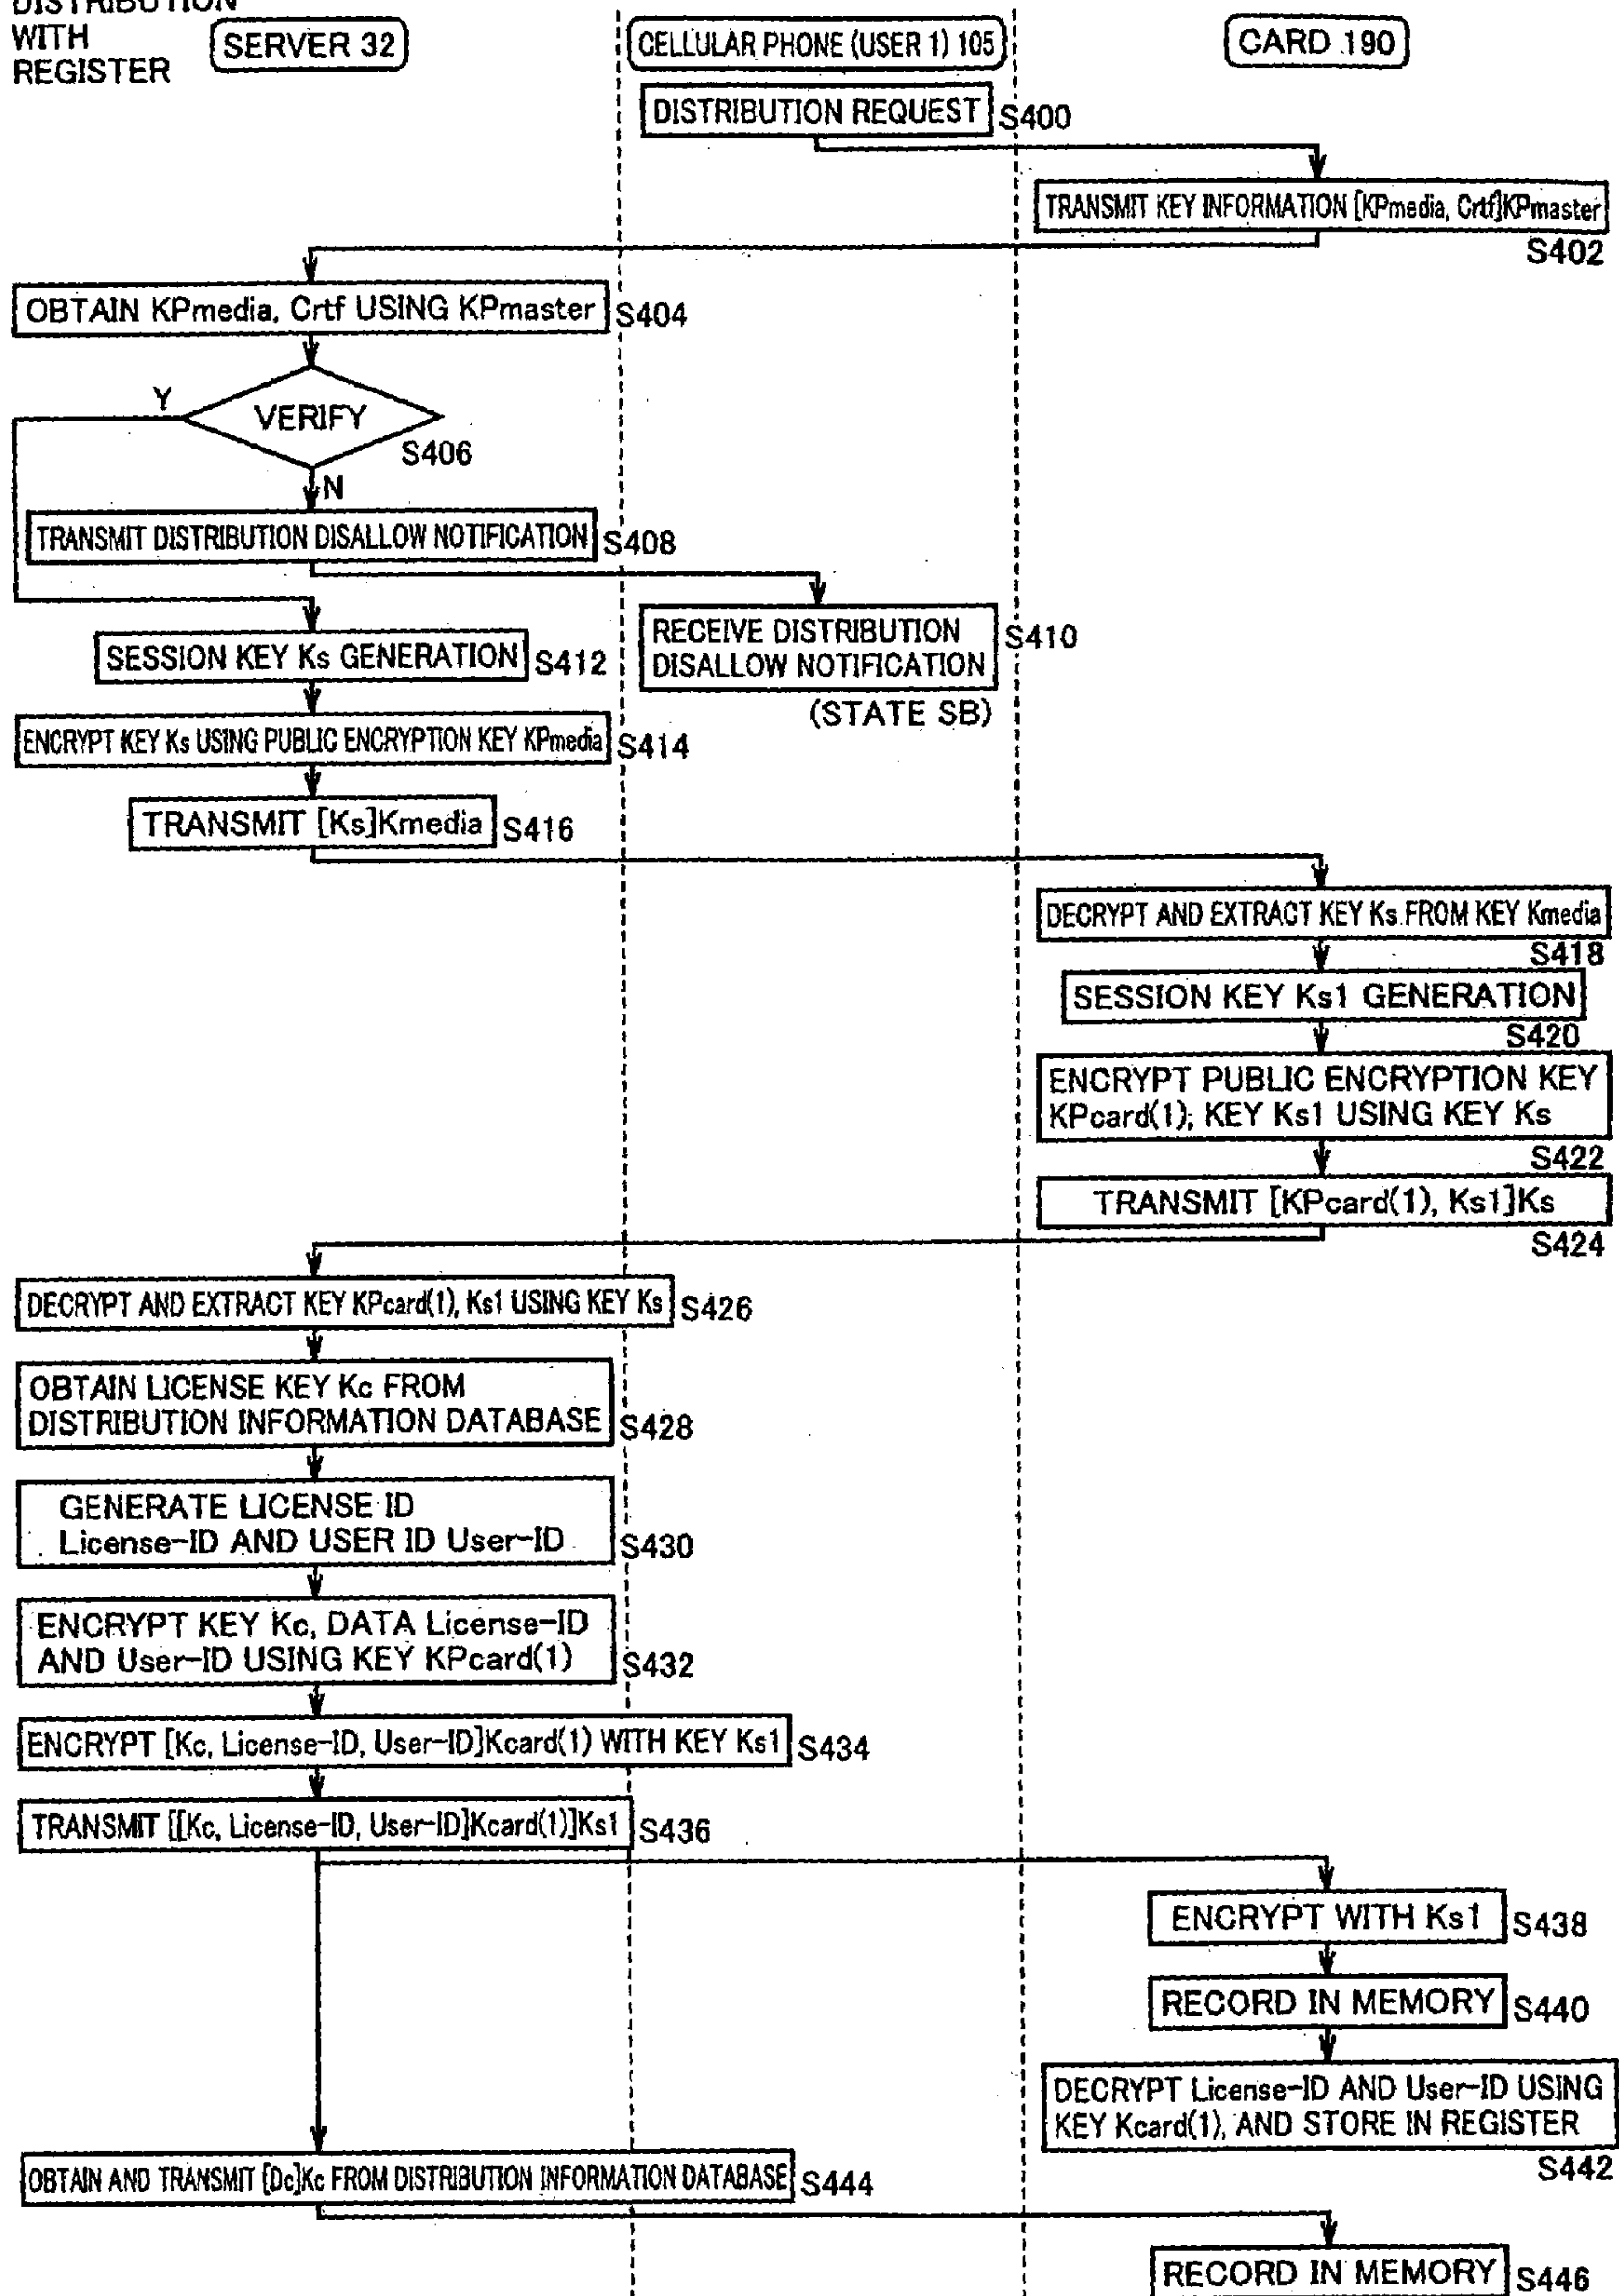 DISTRIBUTION
WITH
REGISTER
SERVER 32
CELLULAR PHONE (USER 1) 105
CARD 190
DISTRIBUTION REQUEST
S400
TRANSMIT KEY INFORMATION [KPmedia, Crtf]KPmaster
S402
OBTAIN KPmedia, Crtf USING KPmaster
S404
Y
VERIFY
S406
N
TRANSMIT DISTRIBUTION DISALLOW NOTIFICATION
S408
RECEIVE DISTRIBUTION
DISALLOW NOTIFICATION
S410
(STATE SB)
SESSION KEY Ks GENERATION
S412
ENCRYPT KEY Ks USING PUBLIC ENCRYPTION KEY KPmedia
S414
TRANSMIT [Ks]Kmedia
S416
DECRYPT AND EXTRACT KEY Ks FROM KEY Kmedia
S418
SESSION KEY Ks1 GENERATION
S420
ENCRYPT PUBLIC ENCRYPTION KEY
KPcard(1), KEY Ks1 USING KEY Ks
S422
TRANSMIT [KPcard(1), Ks1]Ks
S424
DECRYPT AND EXTRACT KEY KPcard(1), Ks1 USING KEY Ks
S426
OBTAIN LICENSE KEY Kc FROM
DISTRIBUTION INFORMATION DATABASE
S428
GENERATE LICENSE ID
License-ID AND USER ID User-ID
S430
ENCRYPT KEY Kc, DATA License-ID
AND User-ID USING KEY KPcard(1)
S432
ENCRYPT [Kc, License-ID, User-ID]Kcard(1) WITH KEY Ks1
S434
TRANSMIT [[Kc, License-ID, User-ID]Kcard(1)]Ks1
S436
ENCRYPT WITH Ks1
S438
RECORD IN MEMORY
S440
DECRYPT License-ID AND User-ID USING
KEY Kcard(1), AND STORE IN REGISTER
S442
OBTAIN AND TRANSMIT [Dc]Kc FROM DISTRIBUTION INFORMATION DATABASE
S444
RECORD IN MEMORY
S446